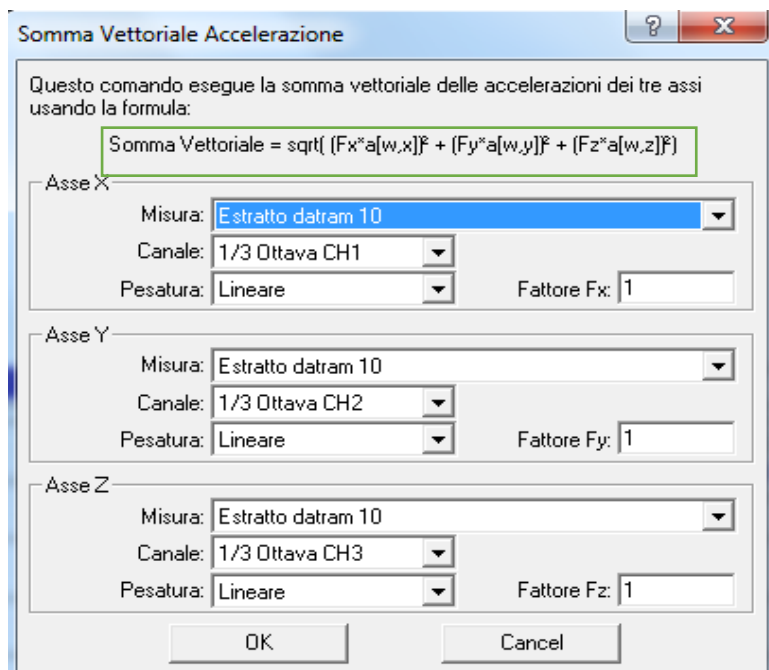 Somma Vettoriale Accelerazione
Questo comando esegue la somma vettoriale delle accelerazioni dei tre assi
usando la formula:
Somma Vettoriale = sqrt( (Fx*a[w,x])² + (Fy*a[w,y])² + (Fz*a[w,z])²)
Asse X
Misura: Estratto datram 10
Canale: 1/3 Ottava CH1
Pesatura: Lineare Fattore Fx: 1
Asse Y
Misura: Estratto datram 10
Canale: 1/3 Ottava CH2
Pesatura: Lineare Fattore Fy: 1
Asse Z
Misura: Estratto datram 10
Canale: 1/3 Ottava CH3
Pesatura: Lineare Fattore Fz: 1
OK Cancel